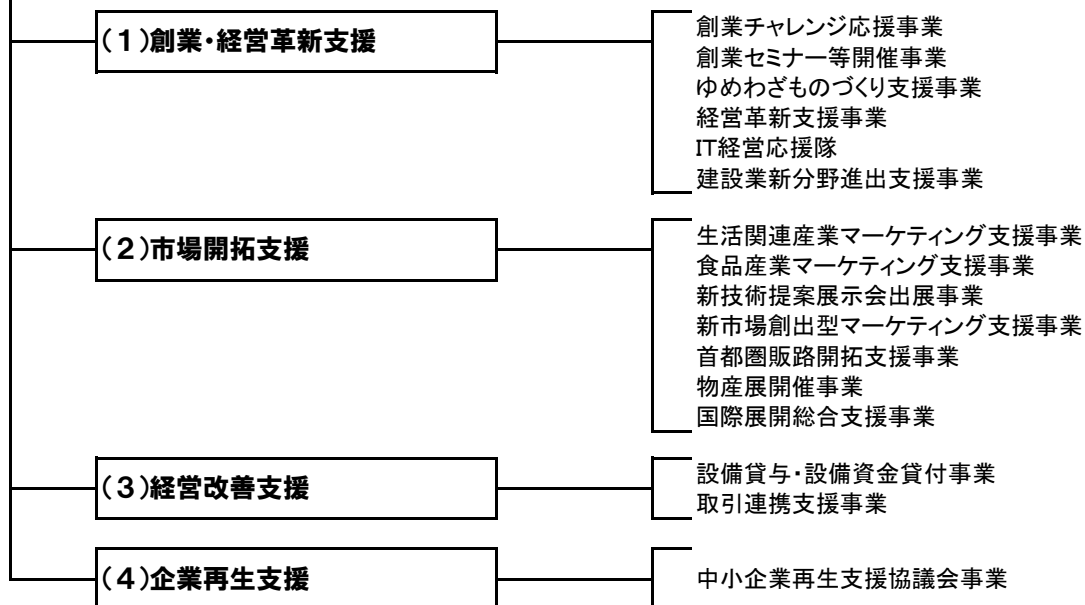 (1)創業・経営革新支援
創業チャレンジ応援事業
創業セミナー等開催事業
ゆめわざものづくり支援事業
経営革新支援事業
IT経営応援隊
建設業新分野進出支援事業
(2)市場開拓支援
生活関連産業マーケティング支援事業
食品産業マーケティング支援事業
新技術提案展示会出展事業
新市場創出型マーケティング支援事業
首都圏販路開拓支援事業
物産展開催事業
国際展開総合支援事業
(3)経営改善支援
設備貸与・設備資金貸付事業
取引連携支援事業
(4)企業再生支援
中小企業再生支援協議会事業